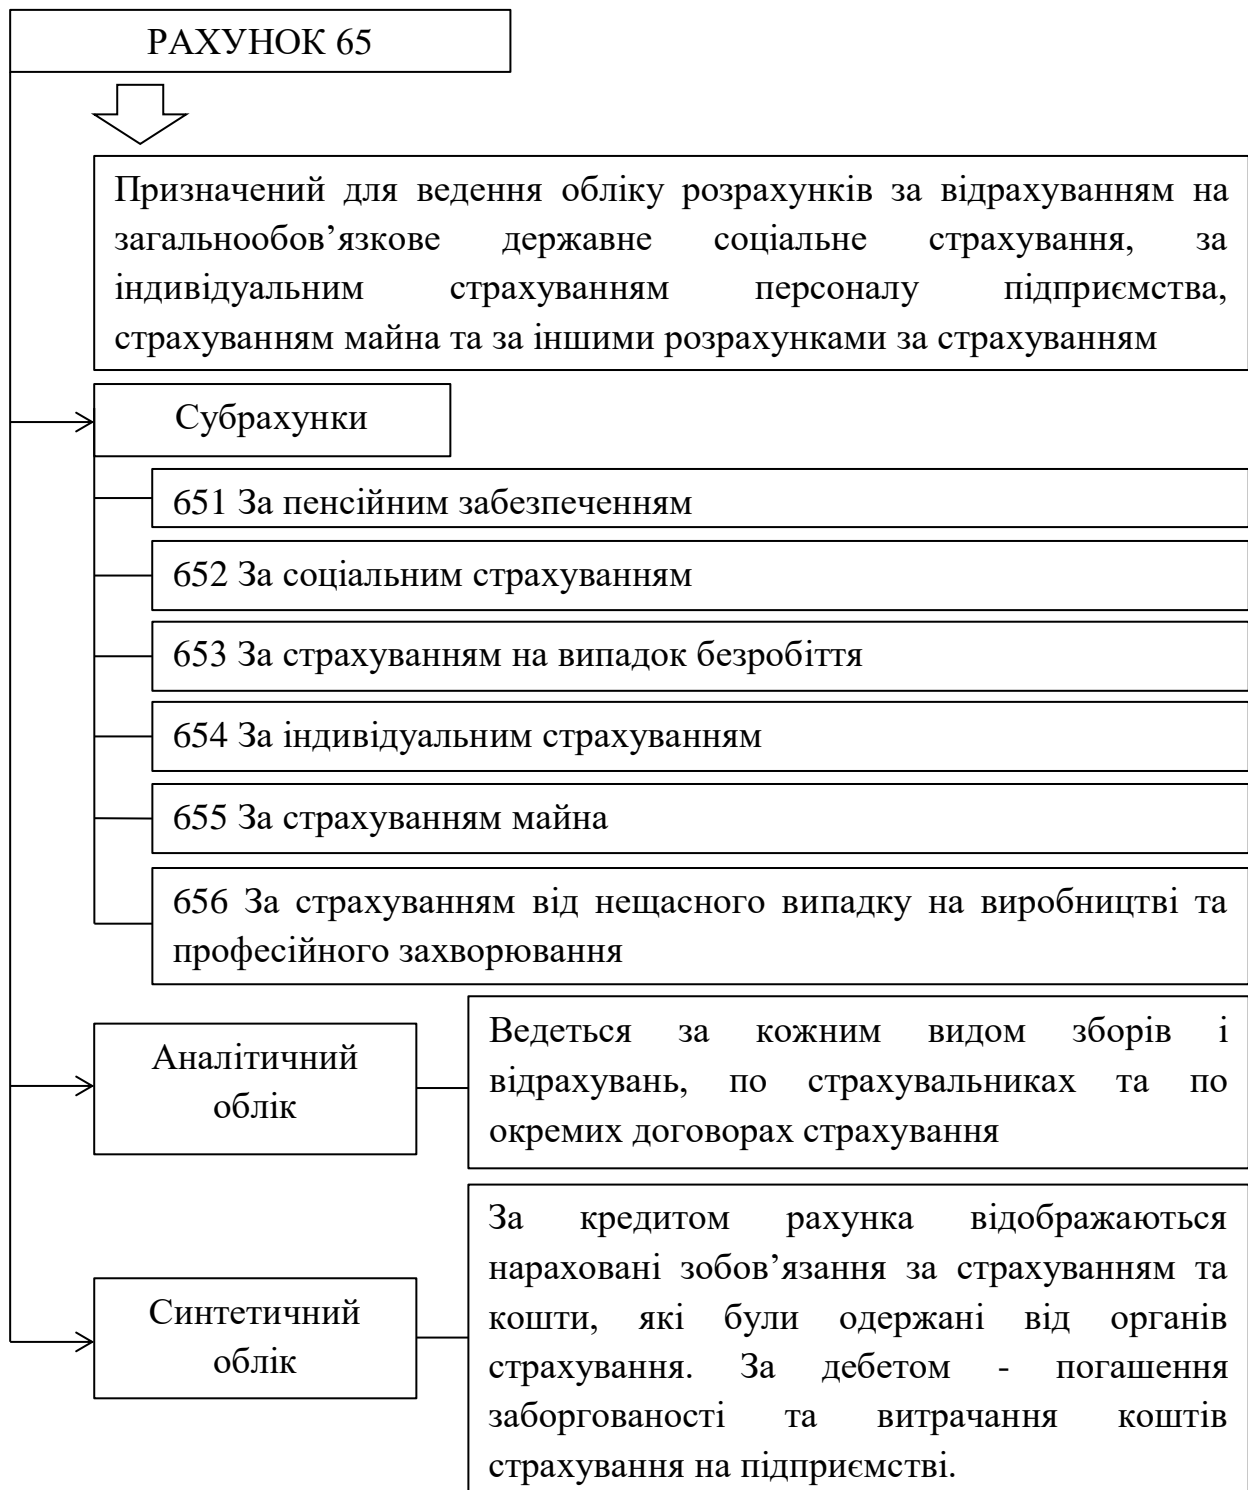 РАХУНОК 65
Призначений для ведення обліку розрахунків за відрахуванням на
загальнообов’язкове державне соціальне страхування, за
індивідуальним страхуванням персоналу підприємства,
страхуванням майна та за іншими розрахунками за страхуванням
Субрахунки
651 За пенсійним забезпеченням
652 За соціальним страхуванням
653 За страхуванням на випадок безробіття
654 За індивідуальним страхуванням
655 За страхуванням майна
656 За страхуванням від нещасного випадку на виробництві та
професійного захворювання
Аналітичний
облік
Ведеться за кожним видом зборів і
відрахувань, по страхувальниках та по
окремих договорах страхування
Синтетичний
облік
За кредитом рахунка відображаються
нараховані зобов’язання за страхуванням та
кошти, які були одержані від органів
страхування. За дебетом - погашення
заборгованості та витрачання коштів
страхування на підприємстві.